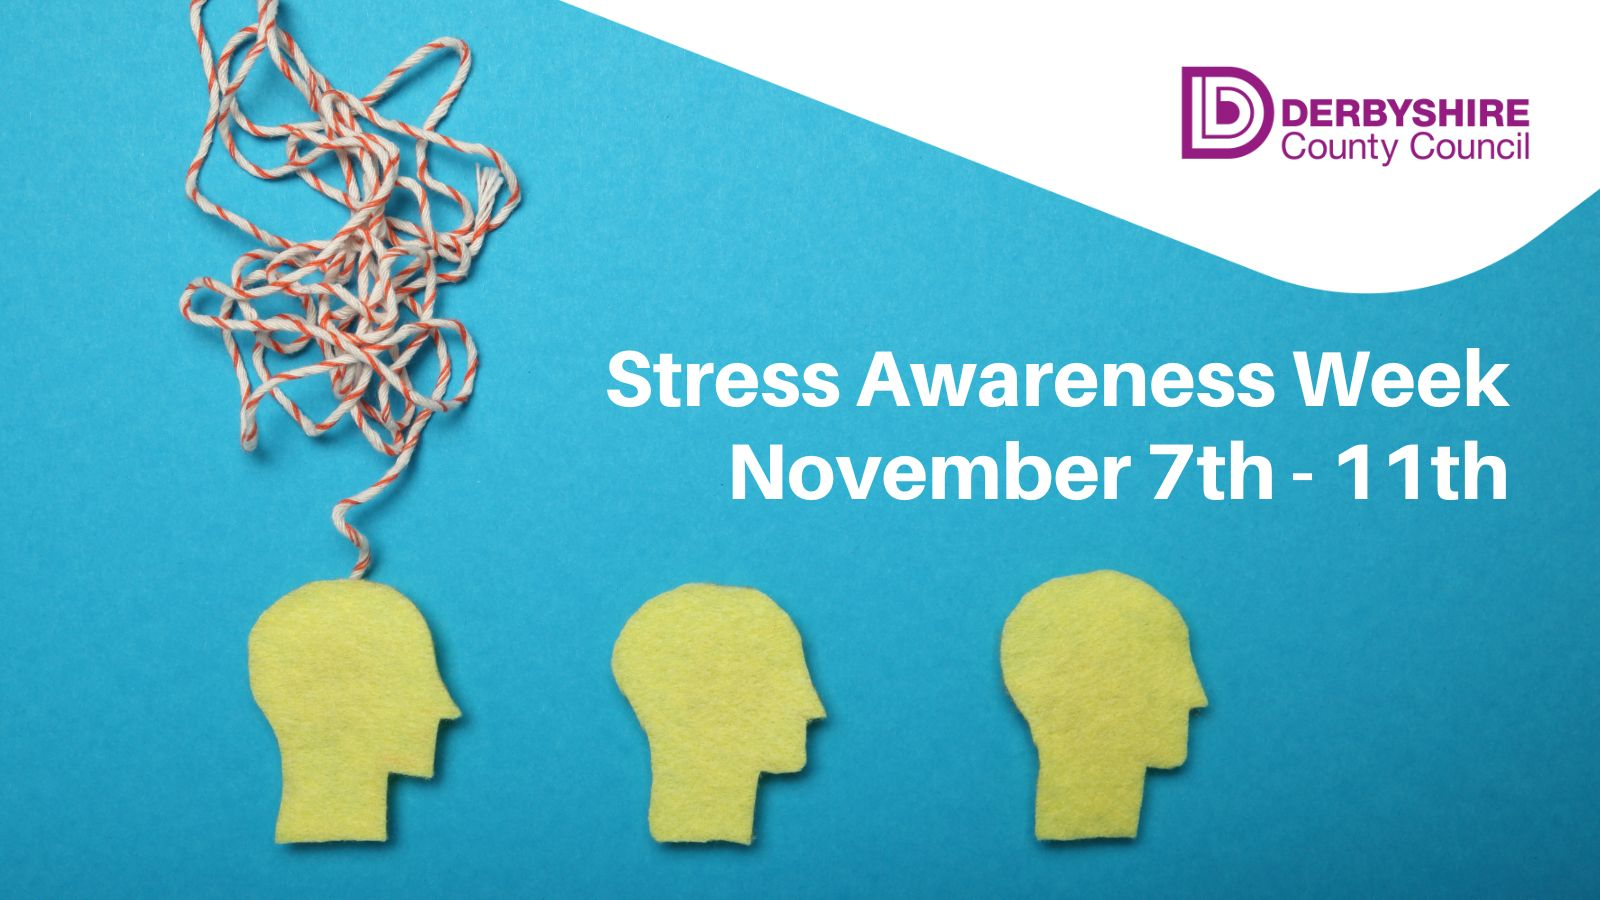 DERBYSHIRE
County Council
Stress Awareness Week
November 7th - 11th